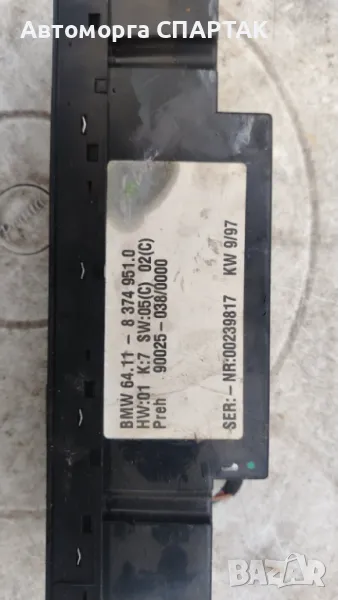 Автоморга СПАРТАК
BMW 64.11 - 8 374 951.0
HW:01 K:7 SW:05(C) 02(C)
Preh 90025-038/0000
SER:-NR:00239817 KW 9/97
bazar